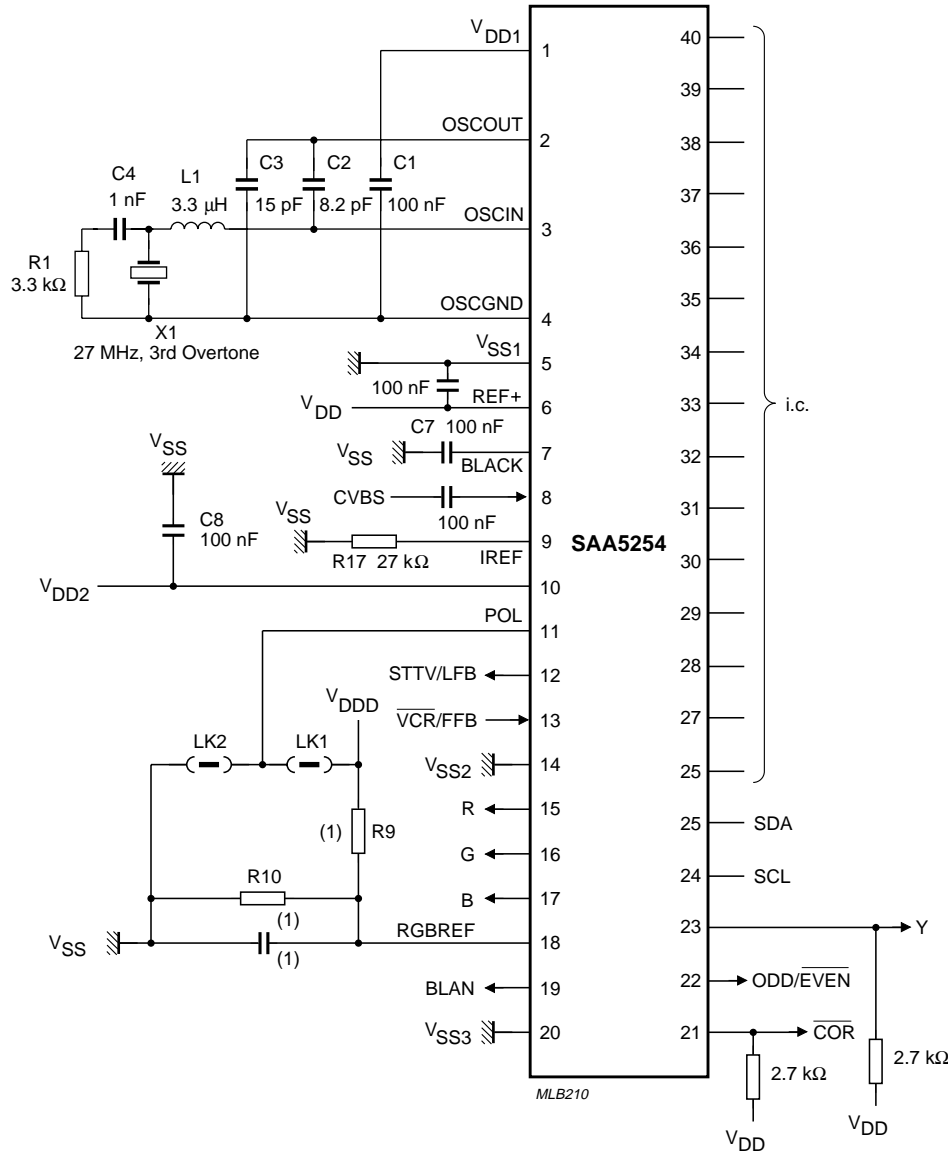 VDD1
1
40
39
OSCOUT
2
38
C4
1 nF
L1
3.3 μH
C3
15 pF
C2
8.2 pF
C1
100 nF
37
OSCIN
3
36
R1
3.3 kΩ
35
OSCGND
4
X1
27 MHz, 3rd Overtone
VSS1
5
34
100 nF
REF+
VDD
6
33
i.c.
C7 100 nF
VSS
7
BLACK
32
VSS
CVBS
8
100 nF
31
C8
100 nF
VSS
9
R17 27 kΩ
IREF
SAA5254
30
VDD2
10
29
POL
11
28
STTV/LFB
12
VDDD
27
VCR/FFB
13
LK2
LK1
VSS2
14
25
R
15
25
SDA
(1)
R9
G
16
24
SCL
R10
(1)
B
17
23
Y
VSS
(1)
RGBREF
18
22
ODD/EVEN
BLAN
19
VSS3
20
21
COR
2.7 kΩ
2.7 kΩ
MLB210
VDD
VDD